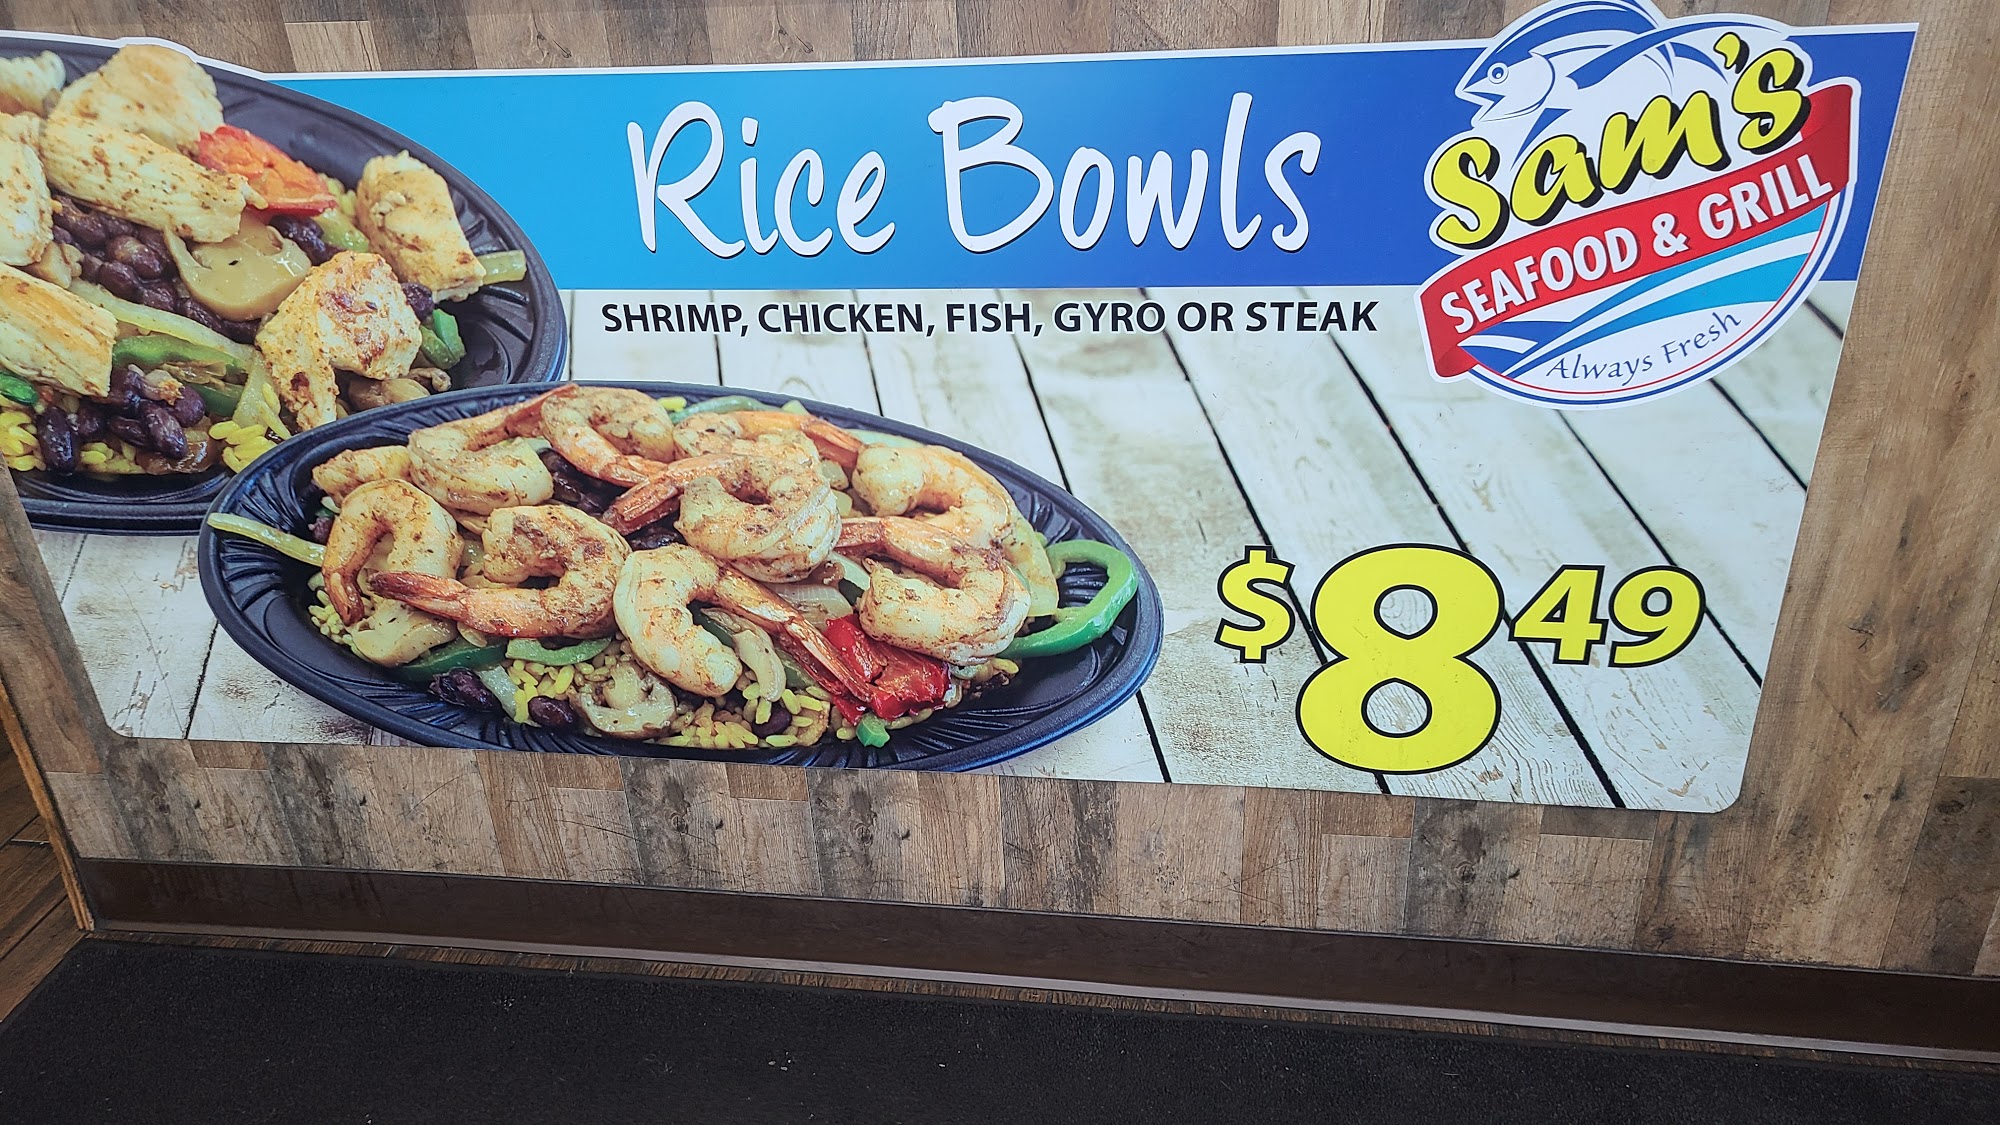 Rice Bowls
SHRIMP, CHICKEN, FISH, GYRO OR STEAK
Sam's
SEAFOOD & GRILL
Always Fresh
$8 49